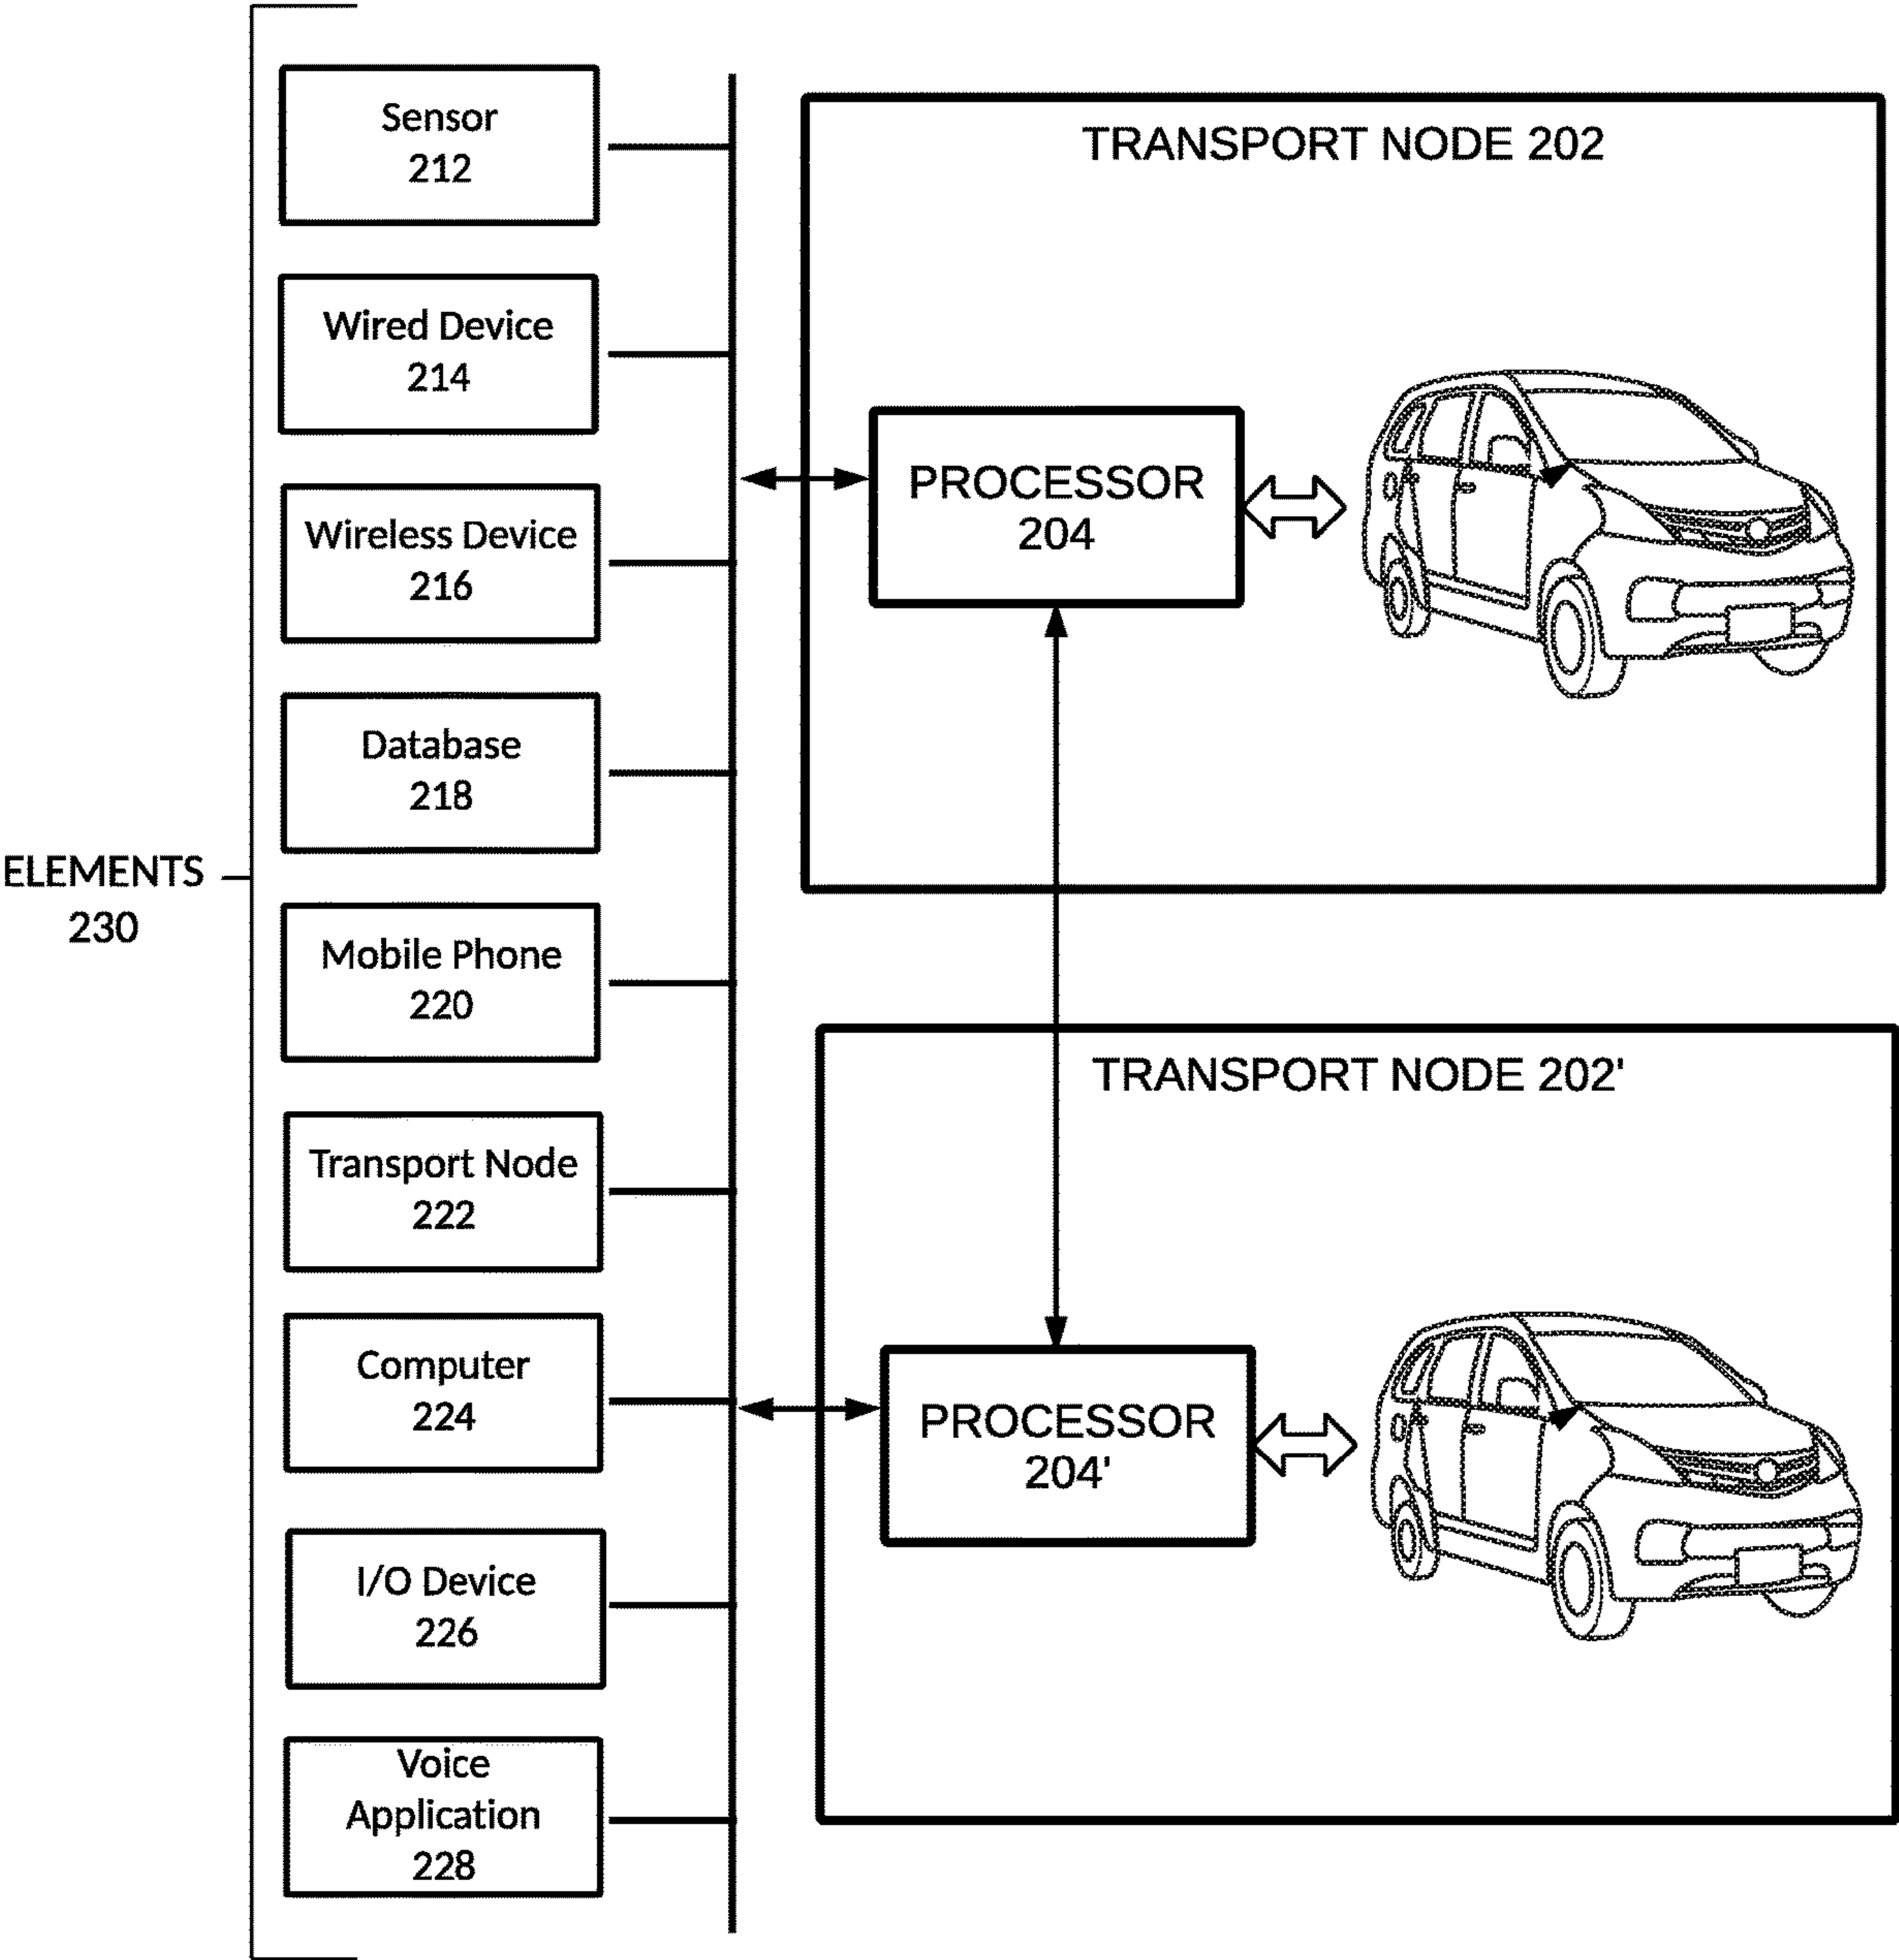 ELEMENTS
230
Sensor
212
Wired Device
214
Wireless Device
216
Database
218
Mobile Phone
220
Transport Node
222
Computer
224
I/O Device
226
Voice
Application
228
TRANSPORT NODE 202
PROCESSOR
204
TRANSPORT NODE 202'
PROCESSOR
204'